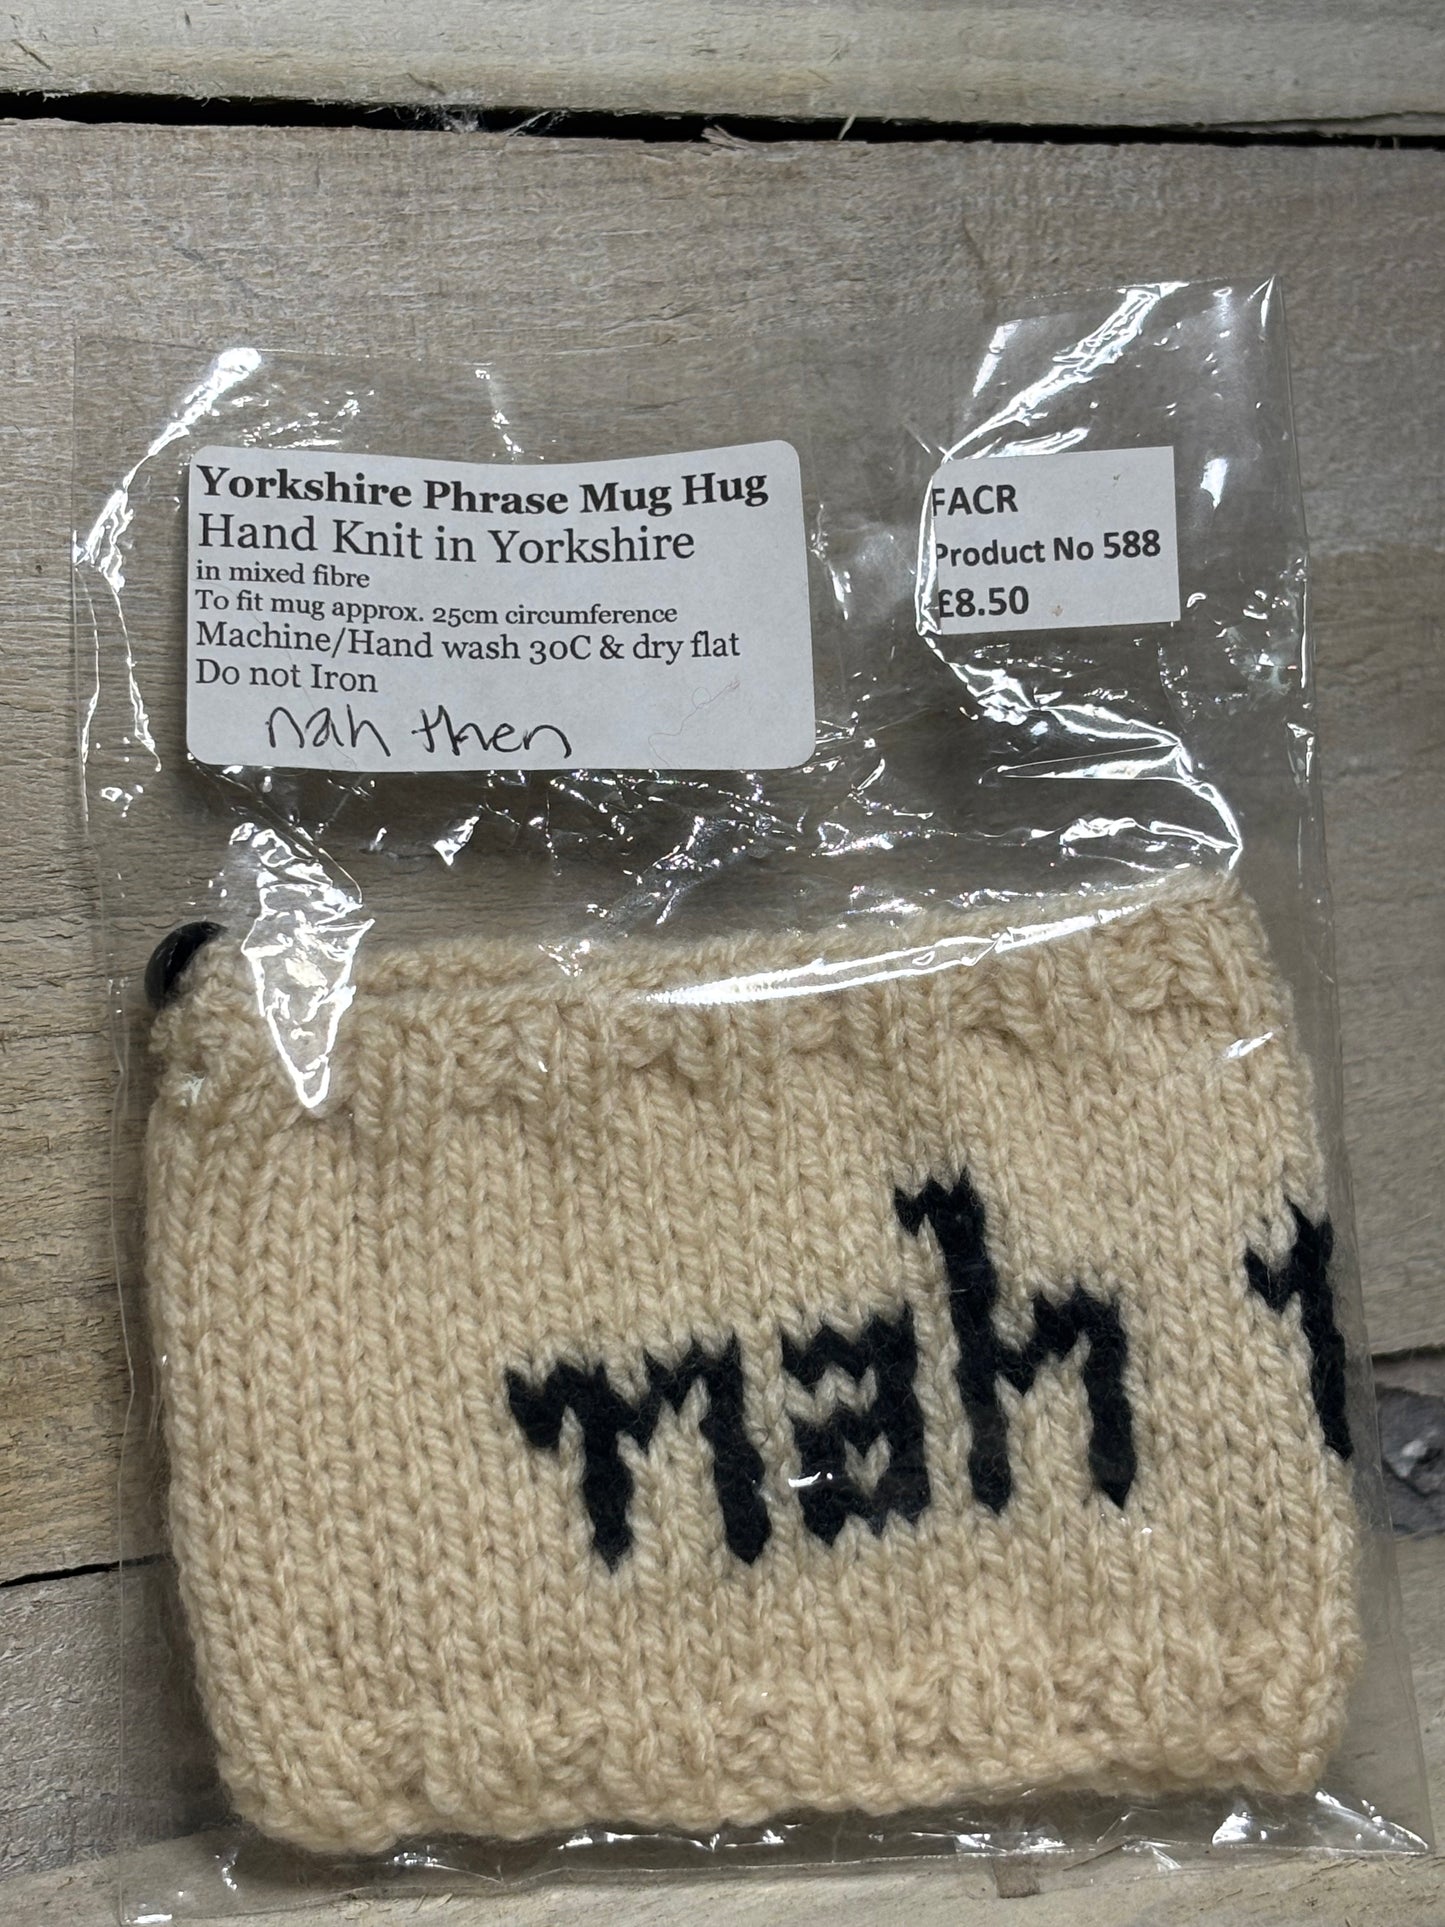 Yorkshire Phrase Mug Hug
Hand Knit in Yorkshire
in mixed fibre
To fit mug approx. 25cm circumference
Machine/Hand wash 30C & dry flat
Do not Iron
nah then
FACR
Product No 588
£8.50
nah t